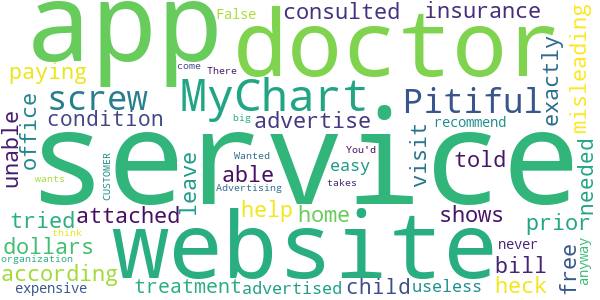 app doctor
False consulted insurance
paying screw MyChart Pitiful exactly misleading
come There
condition advertise
unable office service visit recommend
big You'd told
tried leave able easy needed
CUSTOMER Wanted
wants Advertising takes
attached website help home shows prior
think never free anyway
dollars bill
organization
according treatment advertised child heck
expensive useless